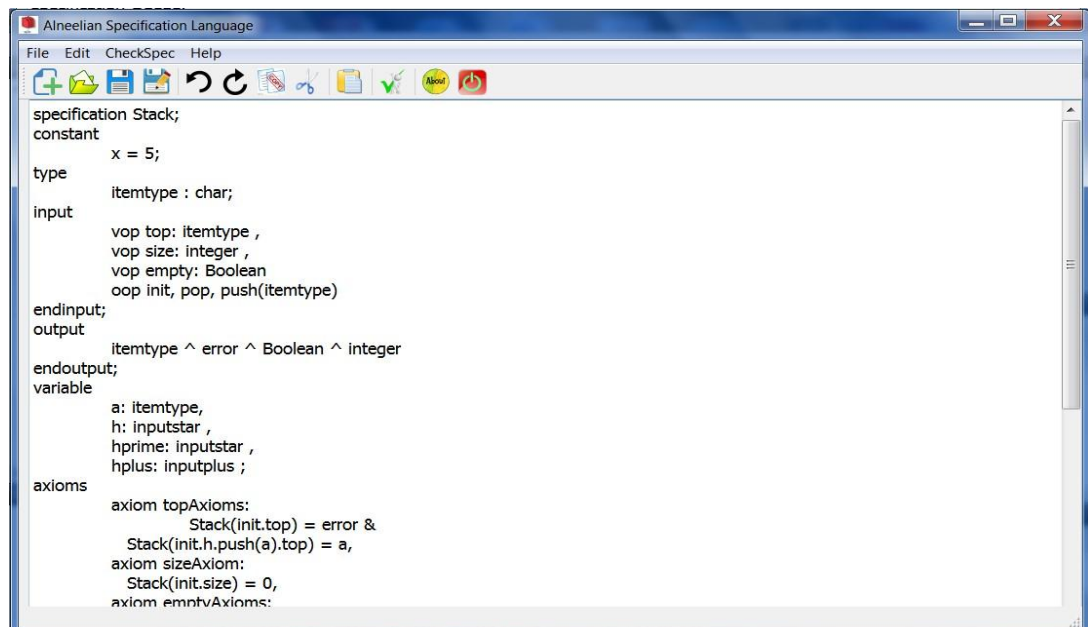 Alneelian Specification Language
File Edit CheckSpec Help
About
specification Stack;
constant
x = 5;
type
itemtype : char;
input
vop top: itemtype ,
vop size: integer ,
vop empty: Boolean
oop init, pop, push(itemtype)
endinput;
output
itemtype ^ error ^ Boolean ^ integer
endoutput;
variable
a: itemtype,
h: inputstar ,
hprime: inputstar ,
hplus: inputplus ;
axioms
axiom topAxioms:
Stack(init.top) = error &
Stack(init.h.push(a).top) = a,
axiom sizeAxiom:
Stack(init.size) = 0,
axiom emptyAxioms: